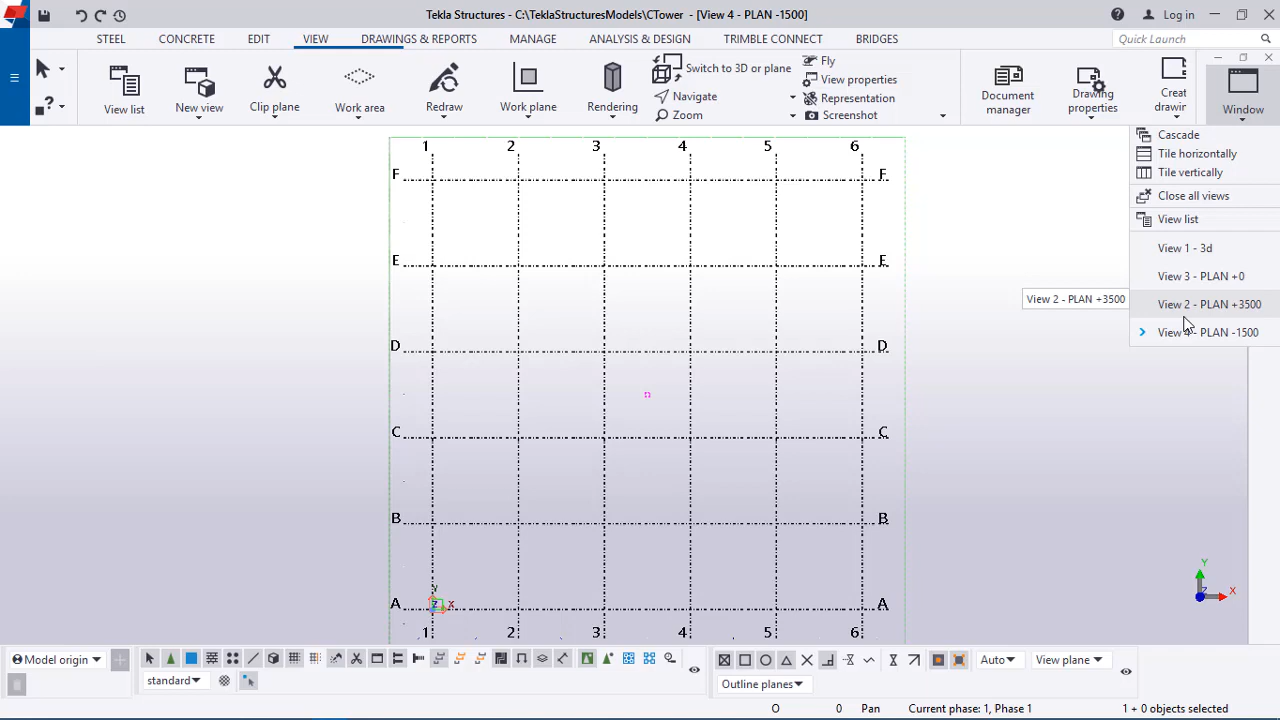 Tekla Structures - C:\TeklaStructuresModels\CTower - [View 4 - PLAN -1500]
Log in
STEEL CONCRETE EDIT VIEW DRAWINGS & REPORTS MANAGE ANALYSIS & DESIGN TRIMBLE CONNECT BRIDGES
Quick Launch
View list
New view
Clip plane
Work area
Redraw
Work plane
Rendering
Switch to 3D or plane
Navigate
Zoom
Fly
View properties
Representation
Screenshot
Document manager
Drawing properties
Creat drawin
Window
Cascade
Tile horizontally
Tile vertically
Close all views
View list
View 1 - 3d
View 3 - PLAN +0
View 2 - PLAN +3500
View 4 - PLAN -1500
View 2 - PLAN +3500
1 2 3 4 5 6
F F
E E
D D
C C
B B
A A
Y
Z X
1 2 3 4 5 6
Y
Z X
Model origin
standard
Auto
View plane
Outline planes
O 0 Pan Current phase: 1, Phase 1 1 + 0 objects selected